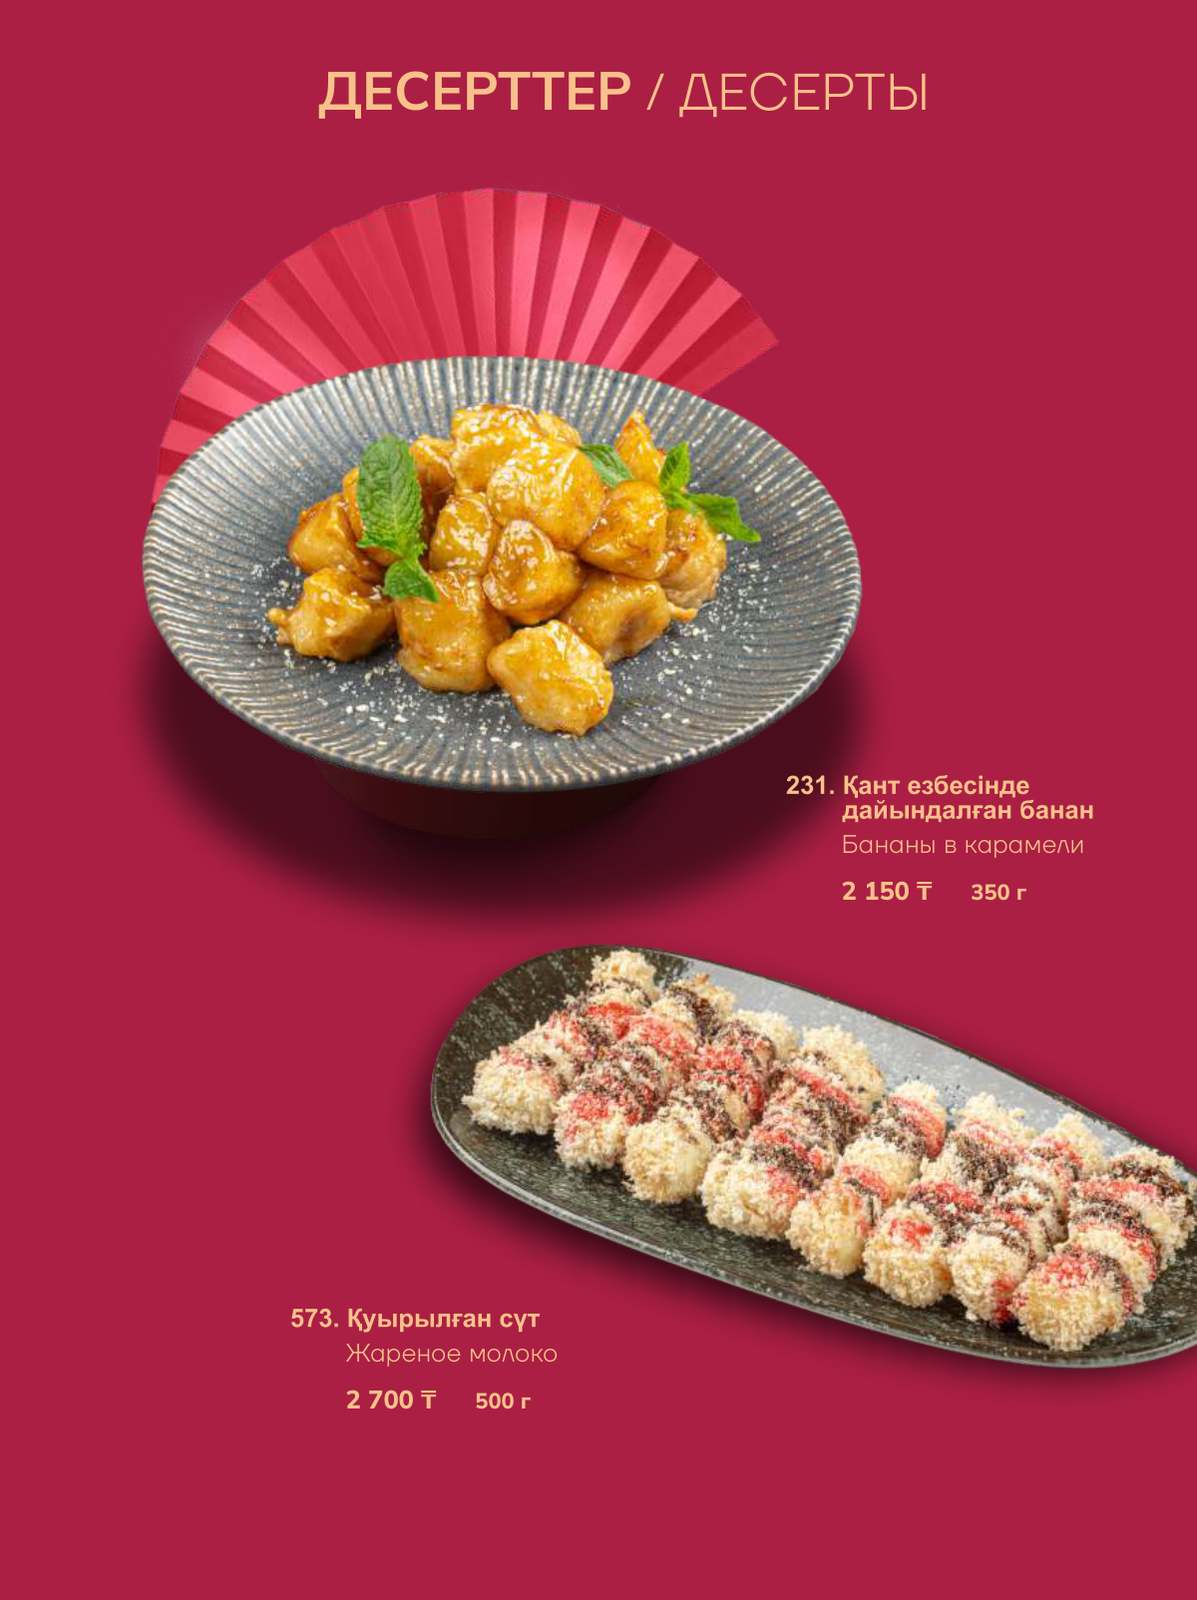 ДЕСЕРТТЕР / ДЕСЕРТЫ
231. Қант езбесінде
дайындалған банан
Бананы в карамели
2 150 ₸ 350 г
573. Қуырылған сүт
Жареное молоко
2 700 ₸ 500 г